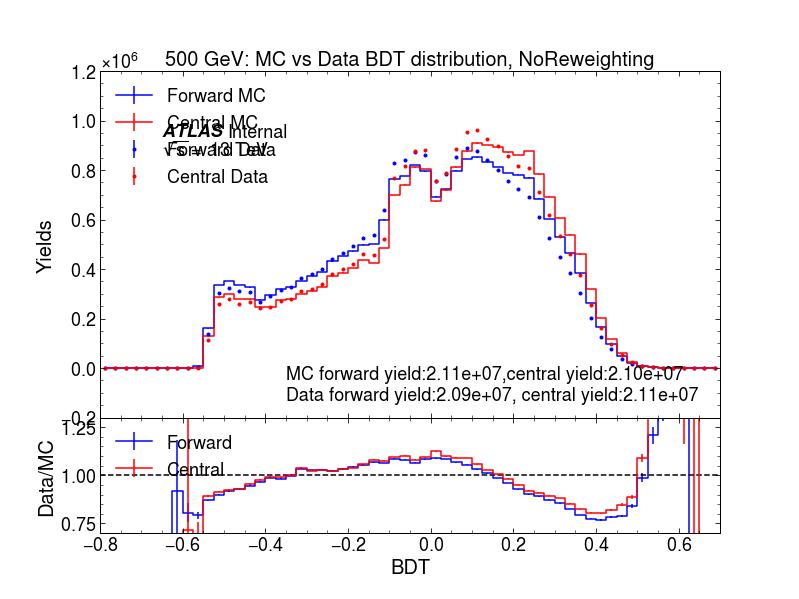 ×10⁶
500 GeV: MC vs Data BDT distribution, NoReweighting
Forward MC
Central MC
ATLAS Internal
√s = 13 TeV
Forward Data
Central Data
Yields
1.2
1.0
0.8
0.6
0.4
0.2
0.0
0.2
MC forward yield:2.11e+07,central yield:2.10e+07
Data forward yield:2.09e+07, central yield:2.11e+07
Forward
Central
Data/MC
1.25
1.00
0.75
−0.8 −0.6 −0.4 −0.2 0.0 0.2 0.4 0.6
BDT